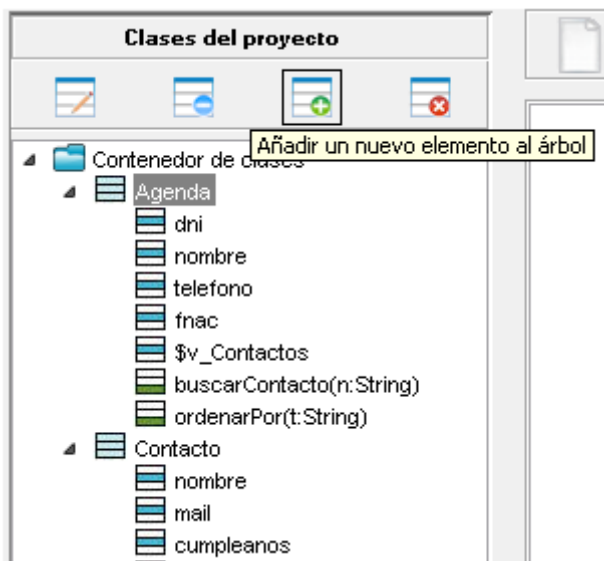 Clases del proyecto
Añadir un nuevo elemento al árbol
Contenedor de clases
Agenda
dni
nombre
telefono
fnac
$v_Contactos
buscarContacto(n:String)
ordenarPor(t:String)
Contacto
nombre
mail
cumpleanos